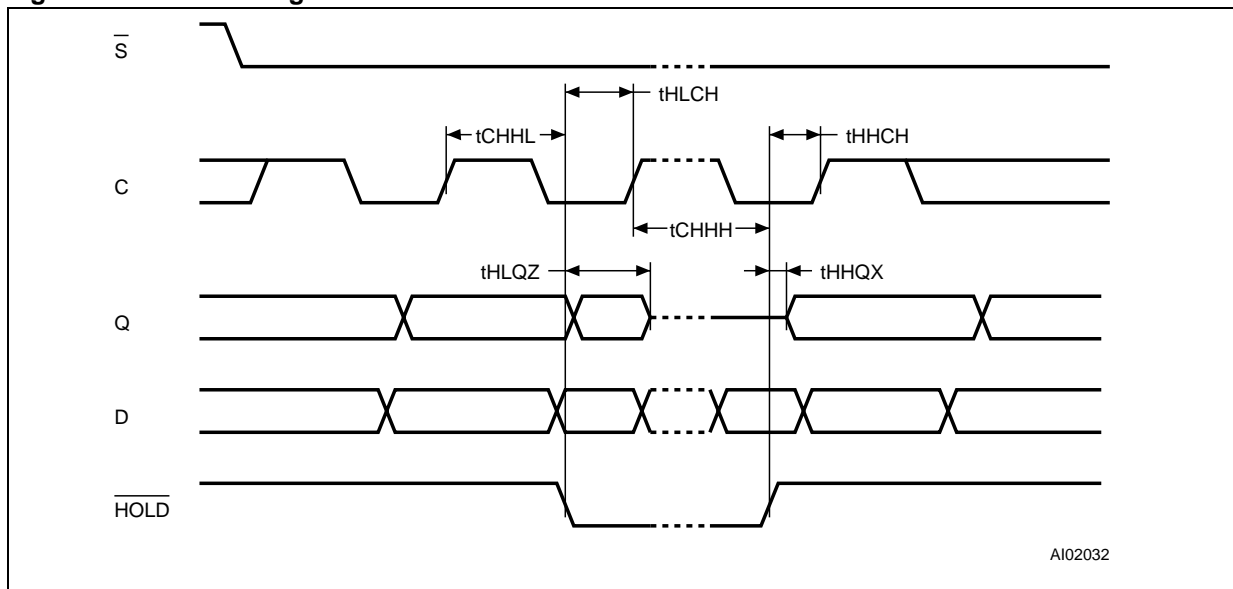 S
tHLCH
tCHHL
tHHCH
C
tCHHH
tHLQZ
tHHQX
Q
D
HOLD
AI02032